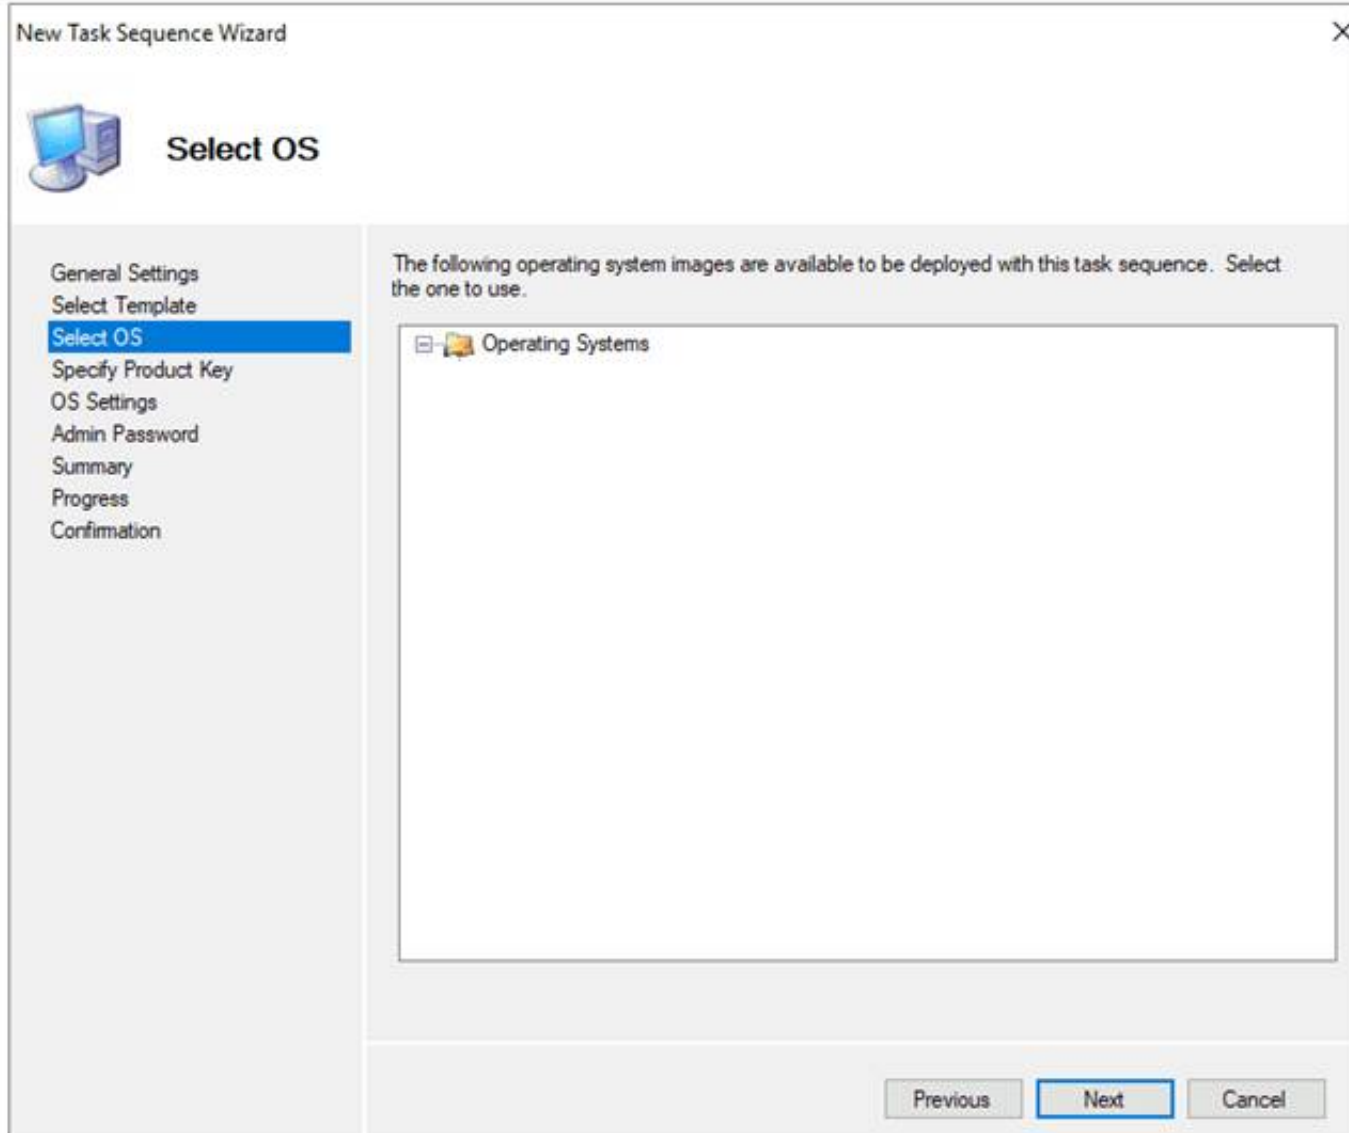 New Task Sequence Wizard
Select OS
General Settings
Select Template
Select OS
Specify Product Key
OS Settings
Admin Password
Summary
Progress
Confirmation
The following operating system images are available to be deployed with this task sequence.  Select
the one to use.
Operating Systems
Previous
Next
Cancel